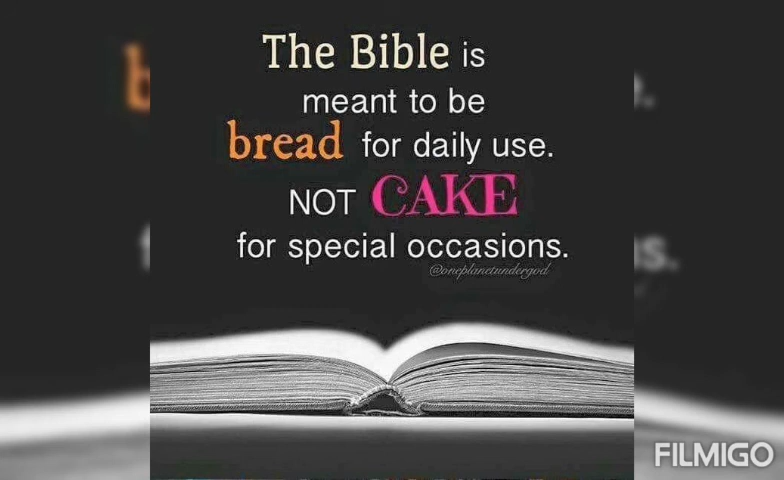 The Bible is
meant to be
bread for daily use.
NOT CAKE
for special occasions.
@oneplanetundergod
FILMIGO